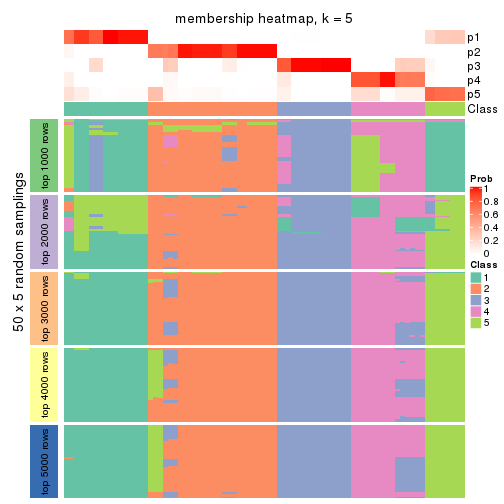 membership heatmap, k = 5
p1
p2
p3
p4
p5
Class
50 x 5 random samplings
top 1000 rows
top 2000 rows
top 3000 rows
top 4000 rows
top 5000 rows
Prob
1
0.8
0.6
0.4
0.2
0
Class
1
2
3
4
5